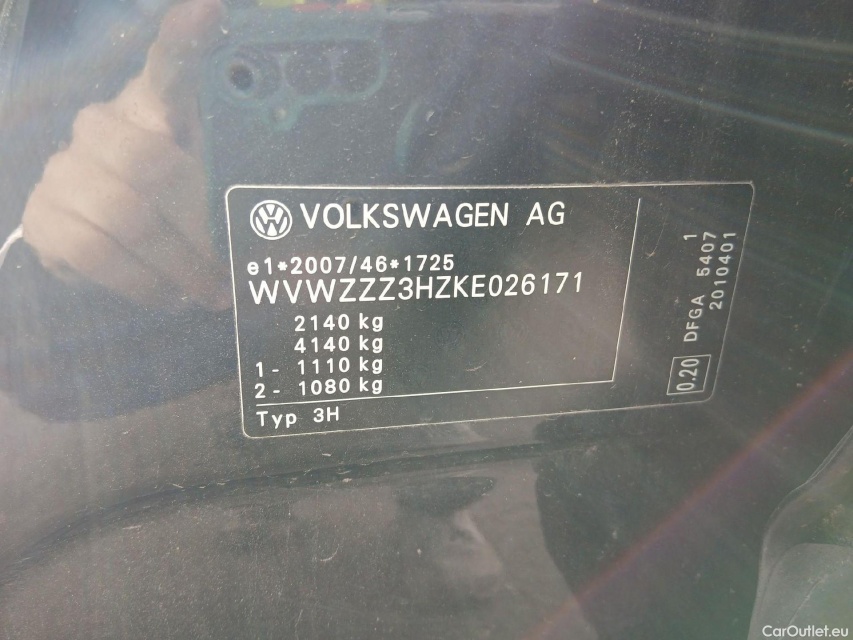 VOLKSWAGEN AG
e1*2007/46*1725
WVWZZZ3HZKE026171
2140 kg
4140 kg
1 - 1110 kg
2 - 1080 kg
Typ 3H
0.20 DFGA 5407 1
2010401
CarOutlet.eu